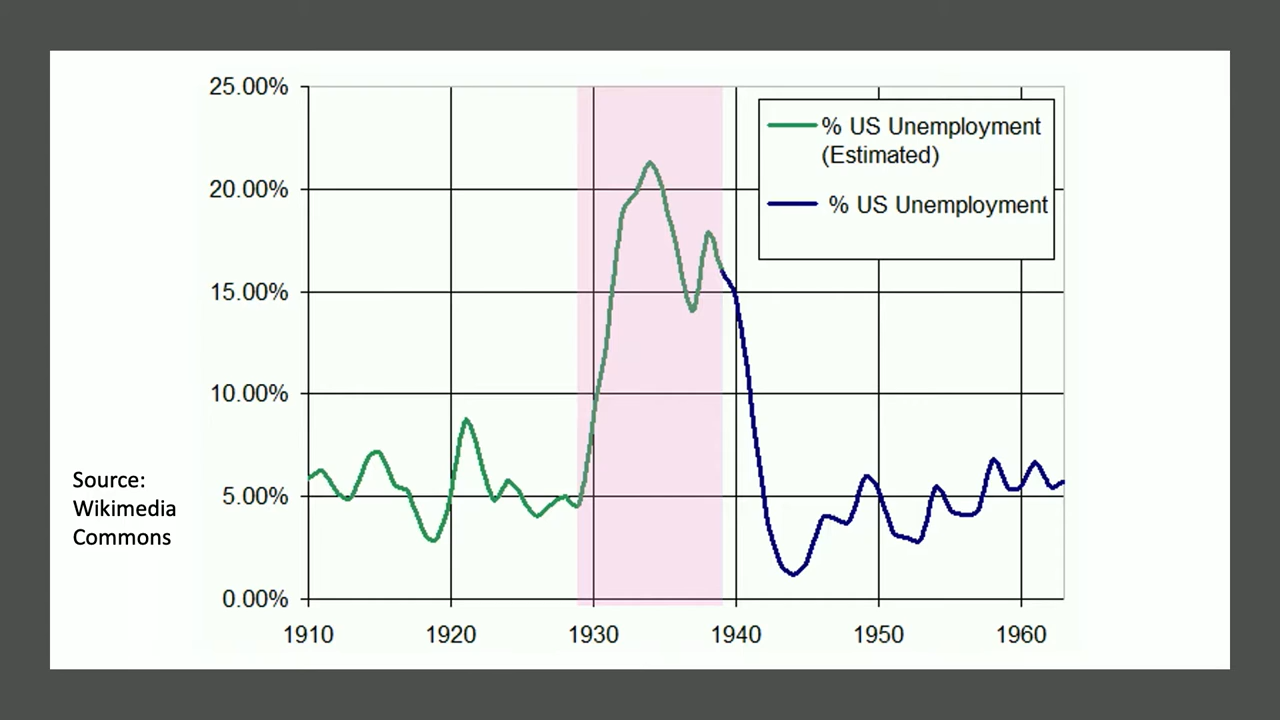 25.00%
20.00%
15.00%
10.00%
5.00%
0.00%
1910 1920 1930 1940 1950 1960
% US Unemployment
(Estimated)
% US Unemployment
Source:
Wikimedia
Commons